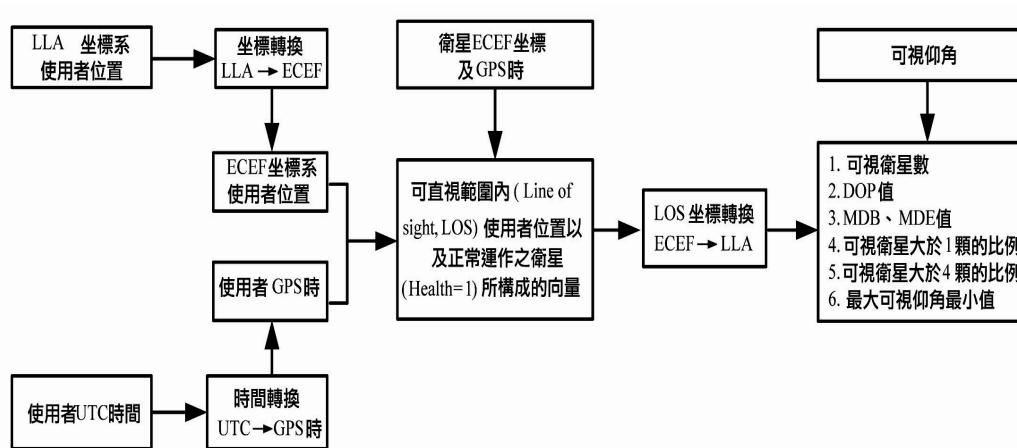 LLA 坐標系
使用者位置
坐標轉換
LLA → ECEF
衛星ECEF坐標
及GPS時
可視仰角
ECEF坐標系
使用者位置
可直視範圍內 ( Line of
sight, LOS) 使用者位置以
及正常運作之衛星
(Health=1) 所構成的向量
LOS 坐標轉換
ECEF → LLA
1. 可視衛星數
2.DOP值
3.MDB、MDE值
4.可視衛星大於1顆的比例
5.可視衛星大於4顆的比例
6. 最大可視仰角最小值
使用者GPS時
使用者UTC時間
時間轉換
UTC→GPS時